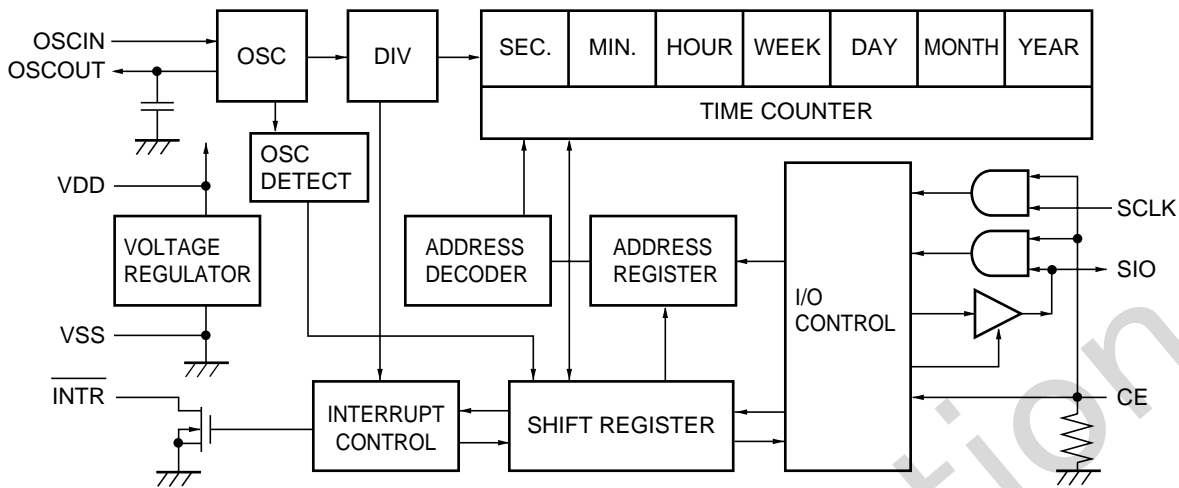 OSCIN
OSCOUT
OSC
DIV
SEC.
MIN.
HOUR
WEEK
DAY
MONTH
YEAR
TIME COUNTER
OSC
DETECT
VDD
VOLTAGE
REGULATOR
VSS
ADDRESS
DECODER
ADDRESS
REGISTER
I/O
CONTROL
SCLK
SIO
CE
INTR
INTERRUPT
CONTROL
SHIFT REGISTER
tion